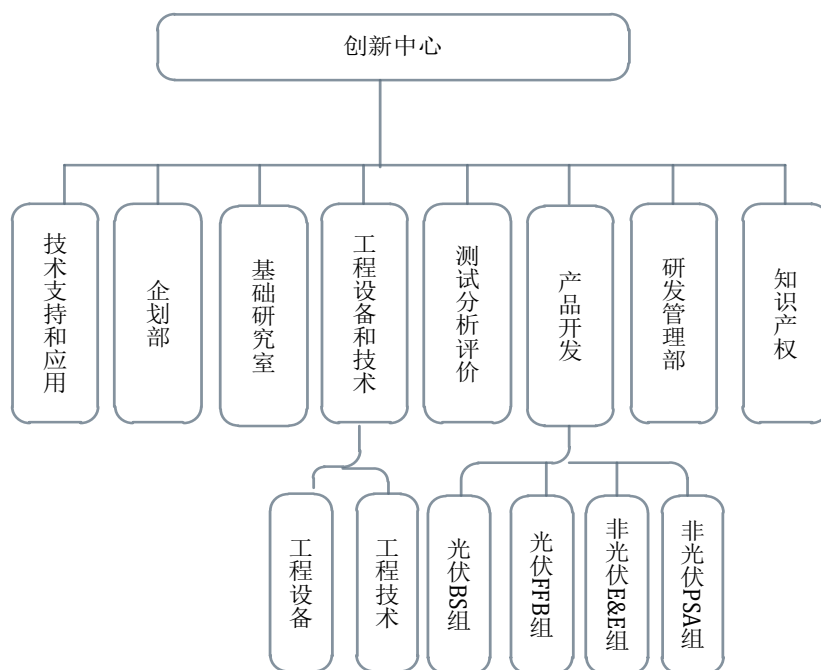 创新中心
技术支持和应用
企划部
基础研究室
工程设备和技术
测试分析评价
产品开发
研发管理部
知识产权
工程设备
工程技术
光伏BS组
光伏FFB组
非光伏E&E组
非光伏PSA组